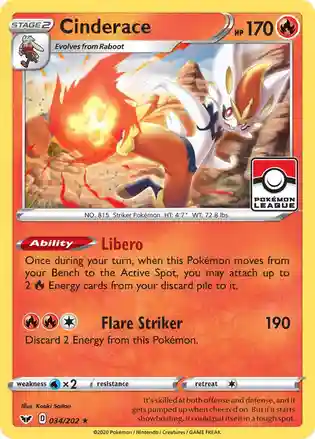 STAGE 2
Cinderace
HP 170
Evolves from Raboot
POKÉMON
LEAGUE
NO. 815 Striker Pokémon HT: 4'7" WT: 72.8 lbs.
Ability Libero
Once during your turn, when this Pokémon moves from
your Bench to the Active Spot, you may attach up to
2 Energy cards from your discard pile to it.
Flare Striker 190
Discard 2 Energy from this Pokémon.
weakness ×2 resistance retreat
It's skilled at both offense and defense, and it
gets pumped up when cheered on. But if it starts
showboating, it could put itself in a tough spot.
Illus. Kouki Saitou
D 034/202 ★
©2020 Pokémon / Nintendo / Creatures / GAME FREAK